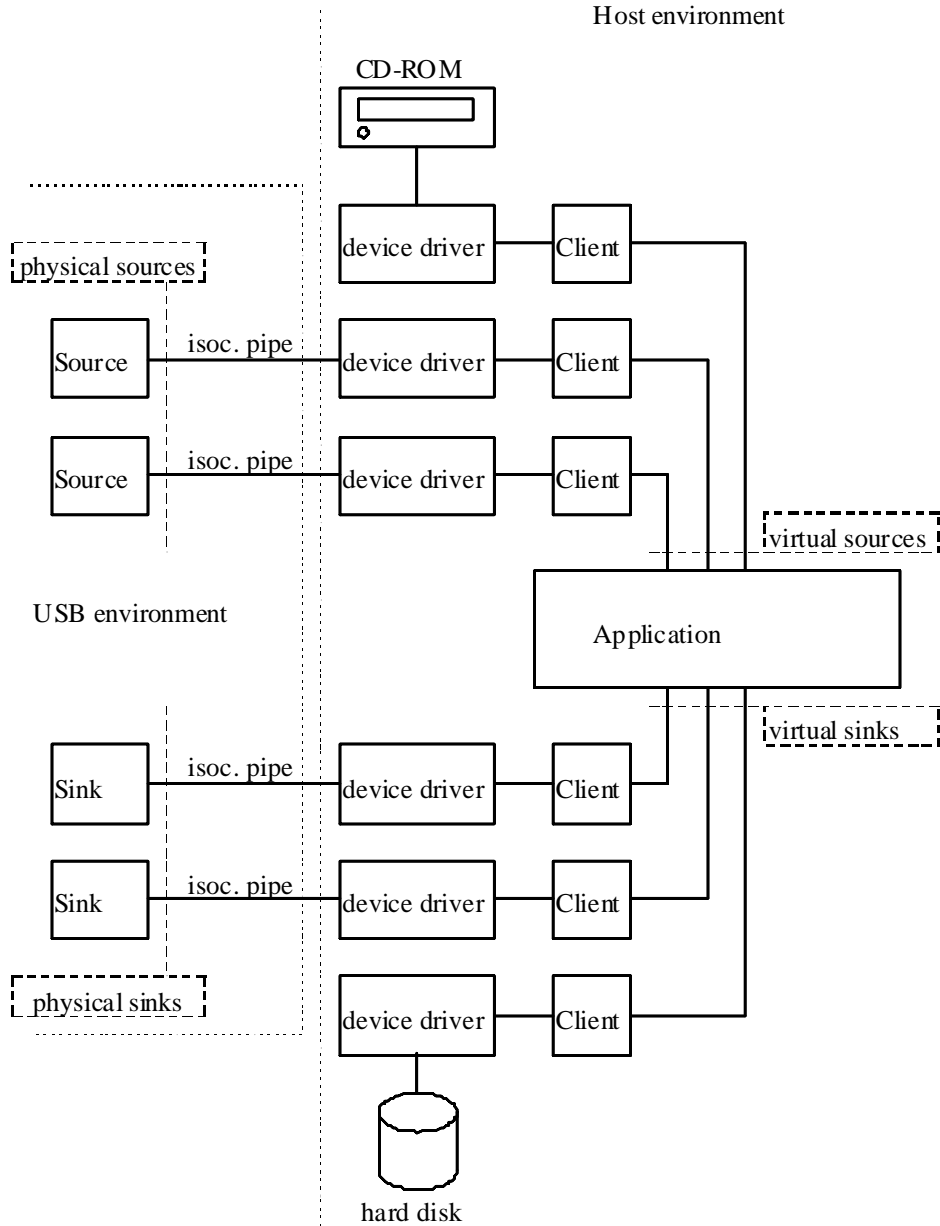 Host environment
CD-ROM
device driver
Client
physical sources
Source
isoc. pipe
device driver
Client
Source
isoc. pipe
device driver
Client
virtual sources
USB environment
Application
virtual sinks
Sink
isoc. pipe
device driver
Client
Sink
isoc. pipe
device driver
Client
physical sinks
device driver
Client
hard disk